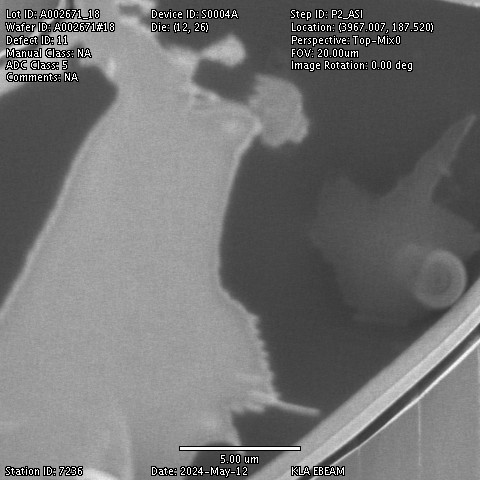 Lot ID: A002671_18
Wafer ID: A002671#18
Defect ID: 11
Manual Class: NA
ADC Class: 5
Comments: NA
Device ID: S0004A
Die: (12, 26)
Step ID: P2_ASI
Location: (3967.007, 187.520)
Perspective: Top-Mix0
FOV: 20.00um
Image Rotation: 0.00 deg
5.00 um
Station ID: 7236
Date: 2024-May-12
KLA EBEAM